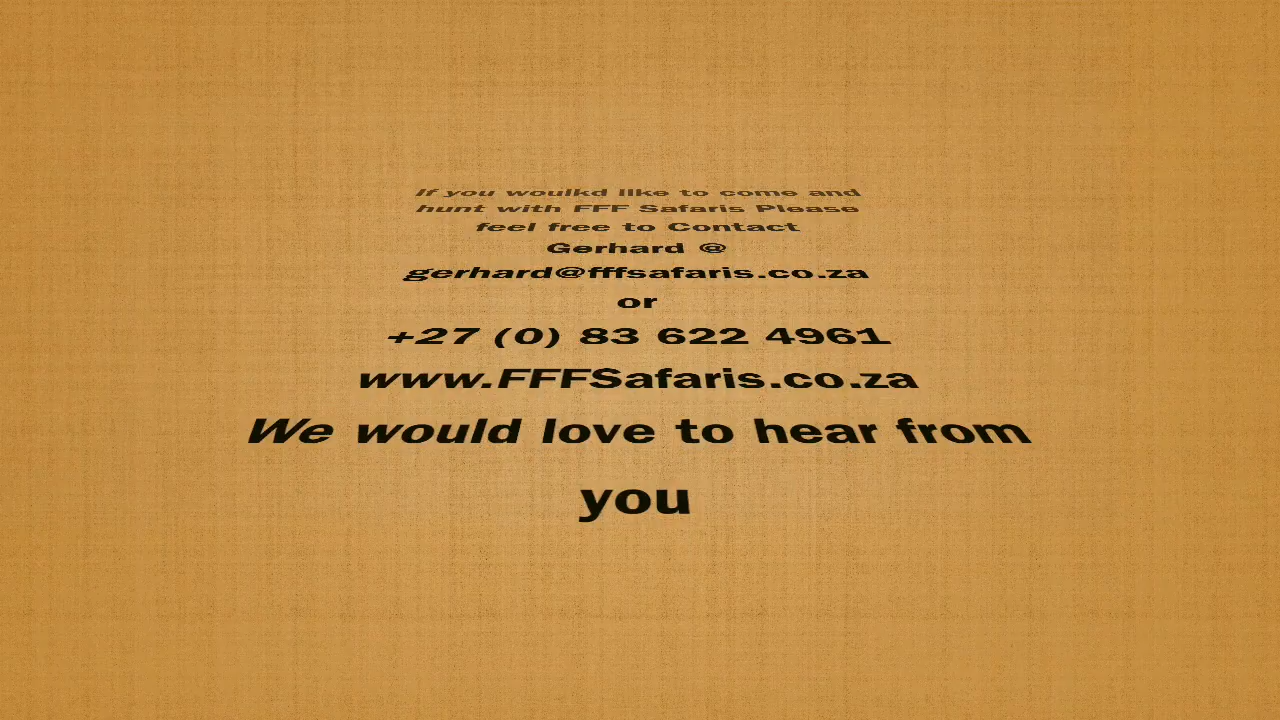 If you woulkd like to come and
hunt with FFF Safaris Please
feel free to Contact
Gerhard @
gerhard@fffsafaris.co.za
or
+27 (0) 83 622 4961
www.FFFSafaris.co.za
We would love to hear from
you